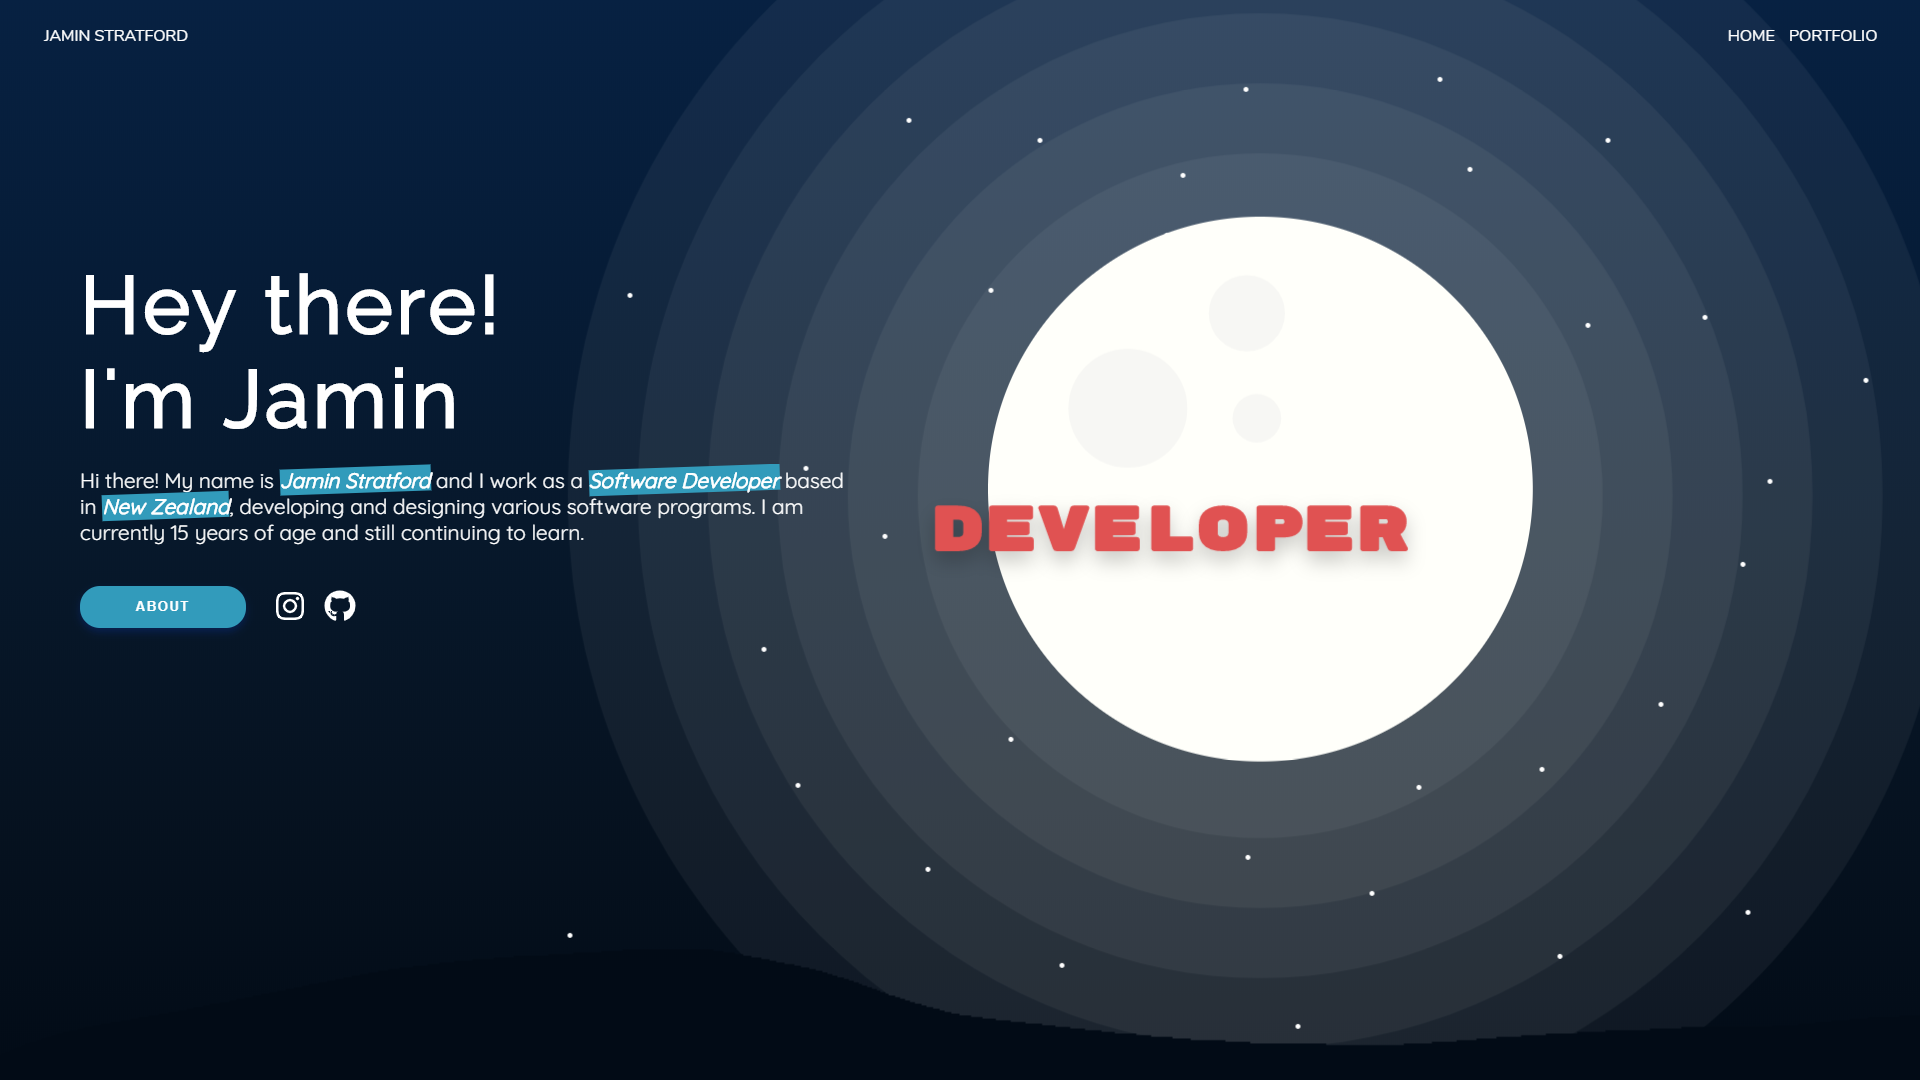 JAMIN STRATFORD
HOME PORTFOLIO
Hey there!
I'm Jamin
Hi there! My name is Jamin Stratford and I work as a Software Developer based
in New Zealand, developing and designing various software programs. I am
currently 15 years of age and still continuing to learn.
DEVELOPER
ABOUT